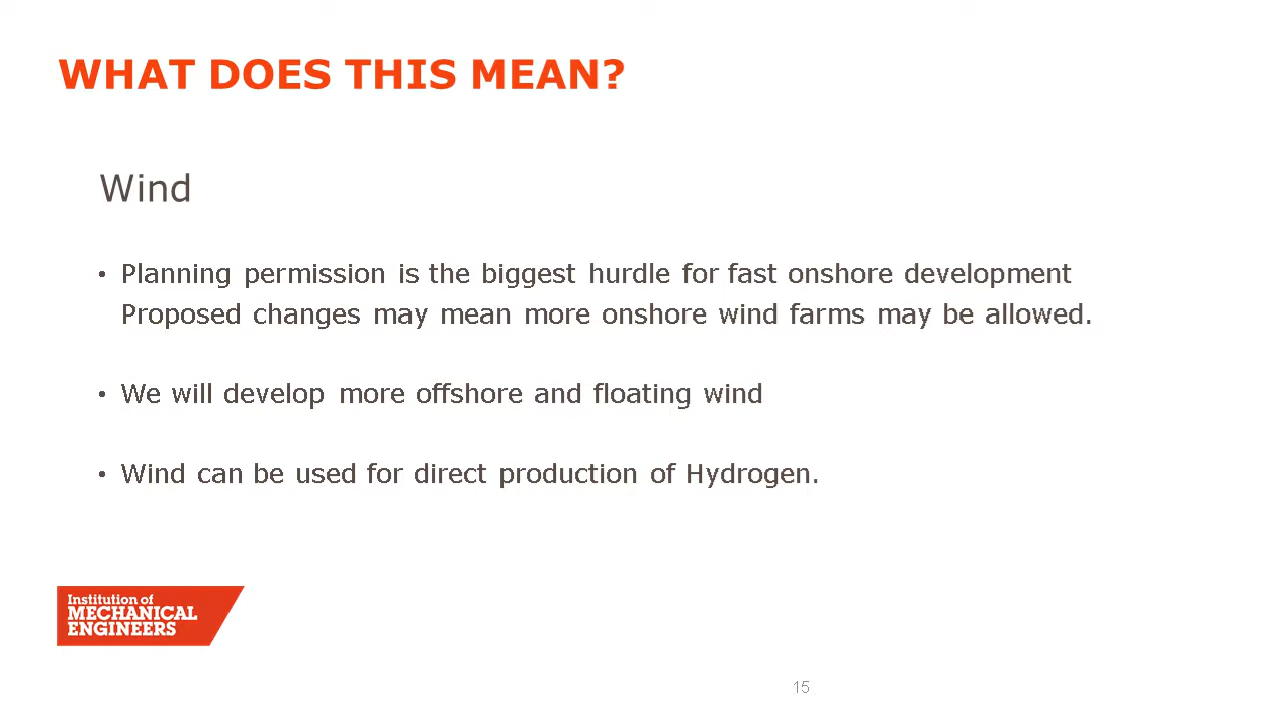 WHAT DOES THIS MEAN?
Wind
• Planning permission is the biggest hurdle for fast onshore development
Proposed changes may mean more onshore wind farms may be allowed.
• We will develop more offshore and floating wind
• Wind can be used for direct production of Hydrogen.
Institution of
MECHANICAL
ENGINEERS
15